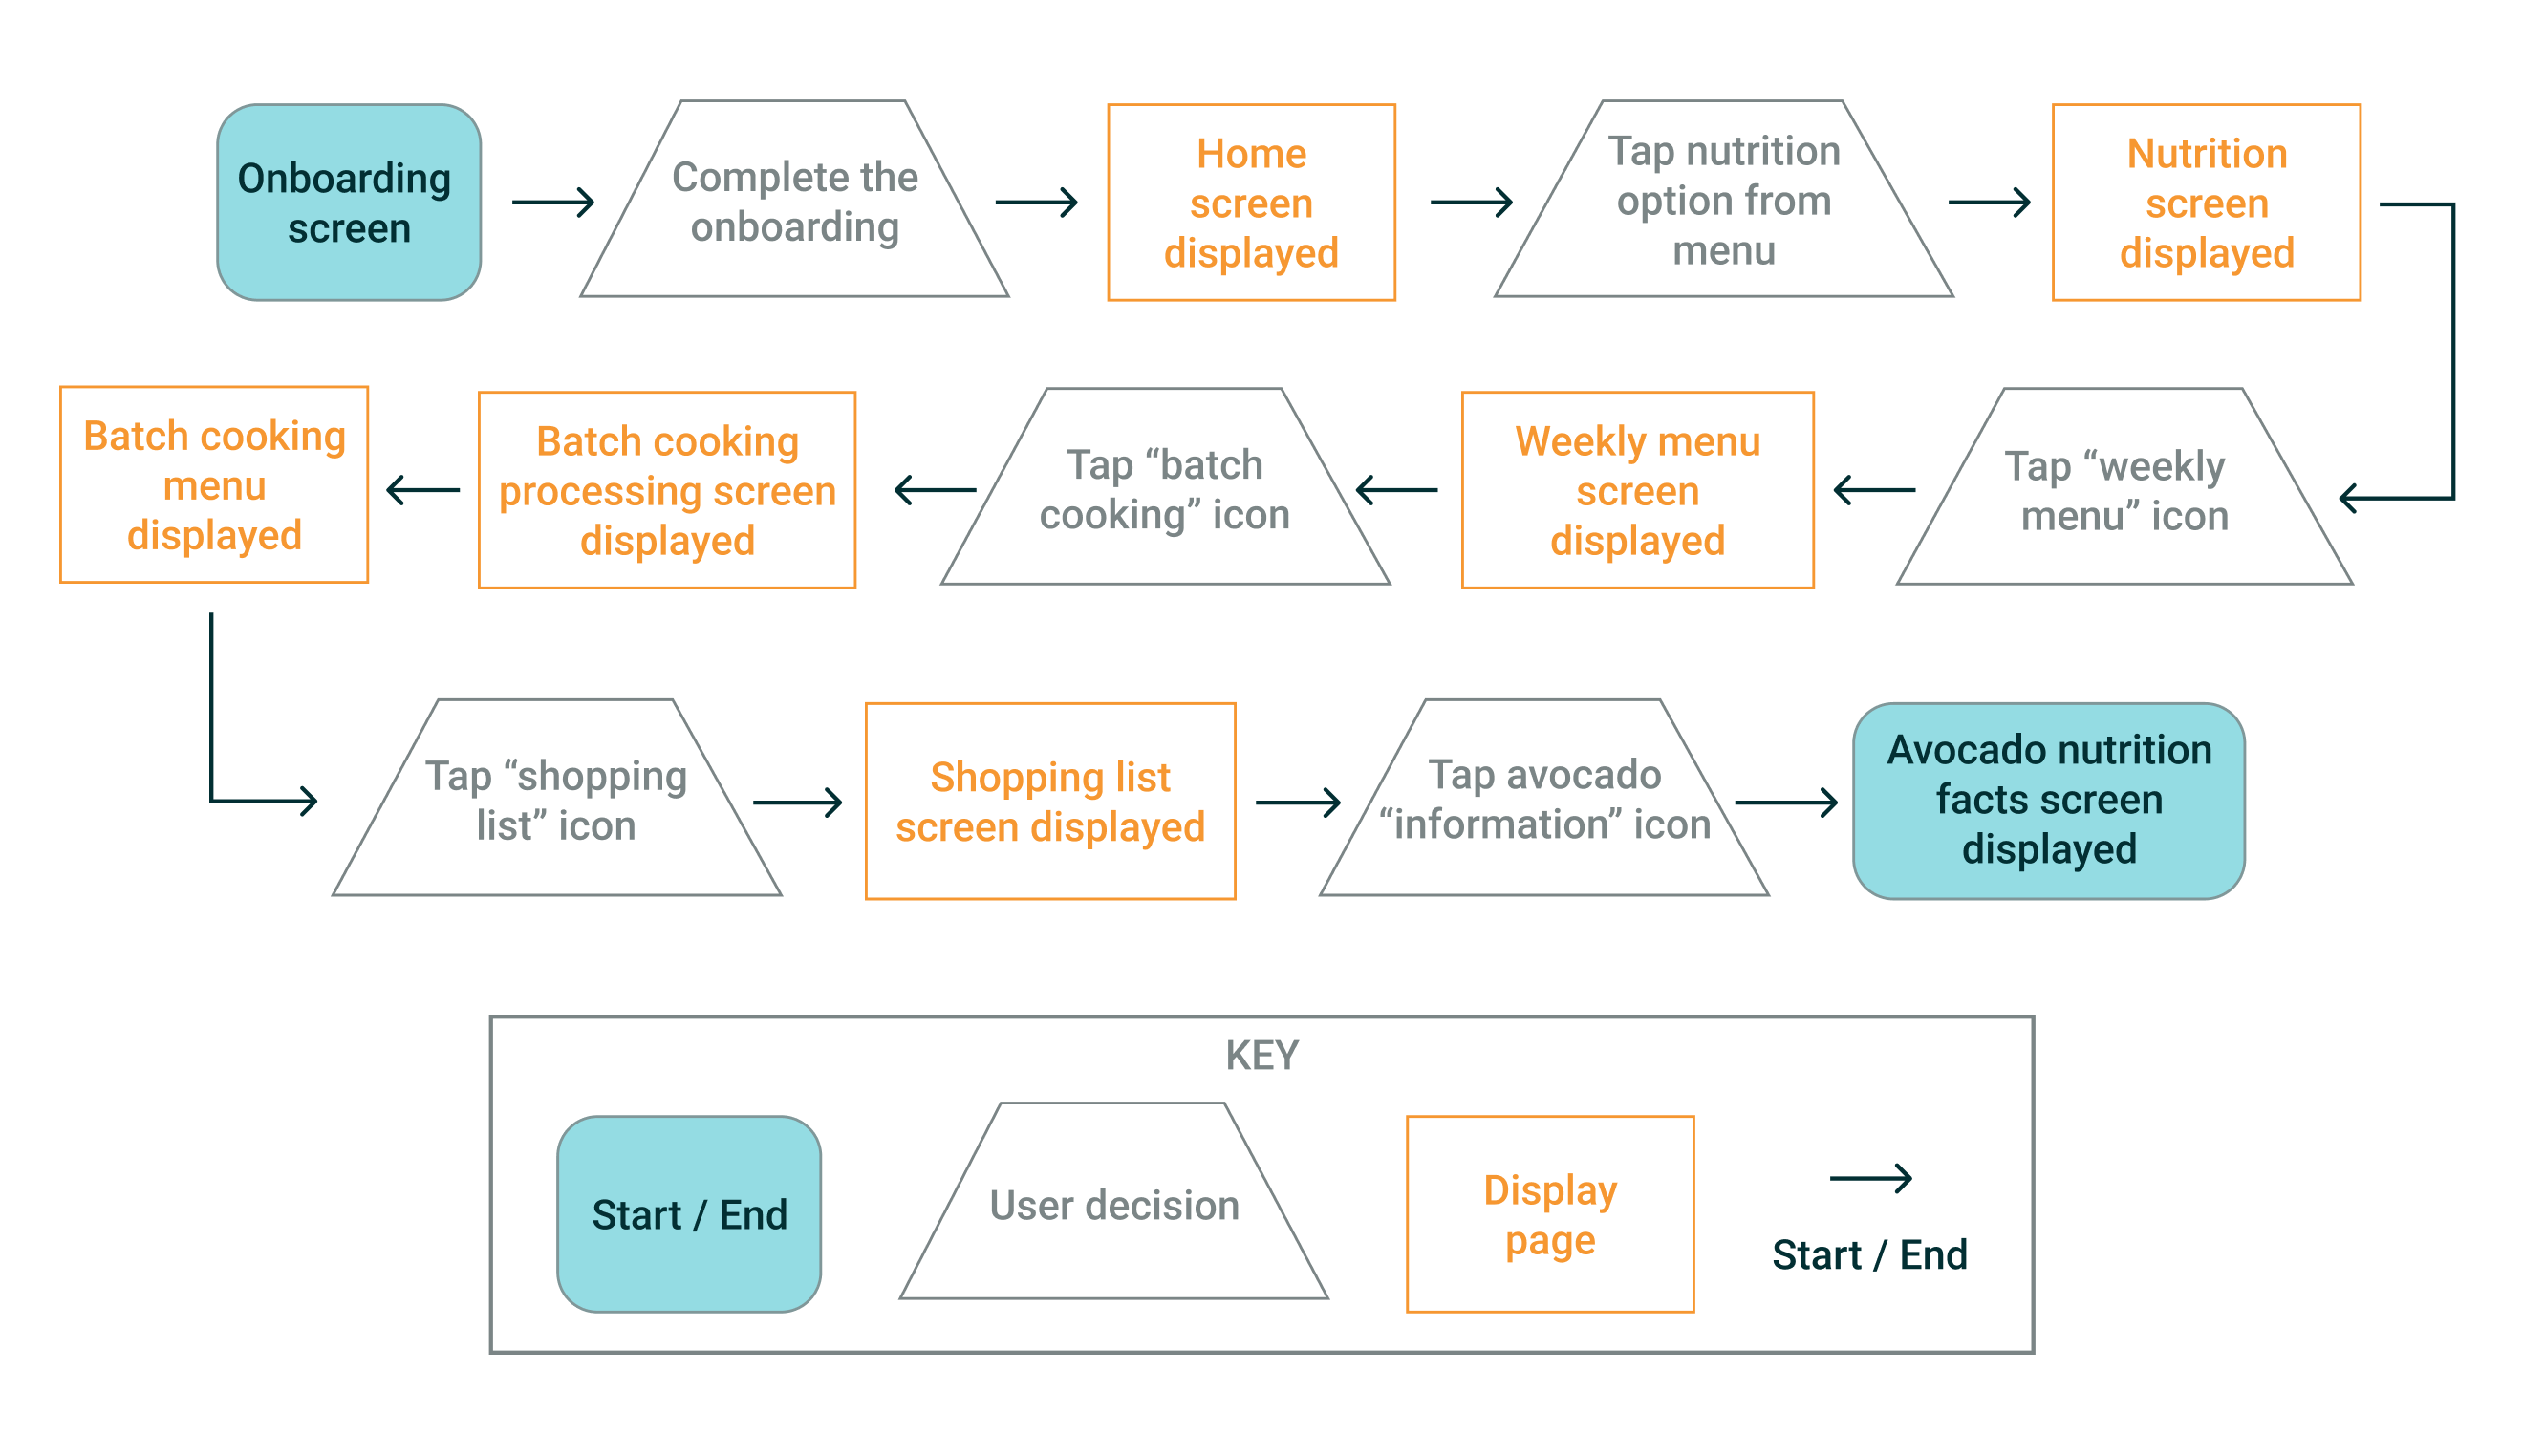 Onboarding
screen
Complete the
onboarding
Home
screen
displayed
Tap nutrition
option from
menu
Nutrition
screen
displayed
Tap “weekly
menu” icon
Weekly menu
screen
displayed
Tap “batch
cooking” icon
Batch cooking
processing screen
displayed
Batch cooking
menu
displayed
Tap “shopping
list” icon
Shopping list
screen displayed
Tap avocado
“information” icon
Avocado nutrition
facts screen
displayed
KEY
Start / End
User decision
Display
page
Start / End